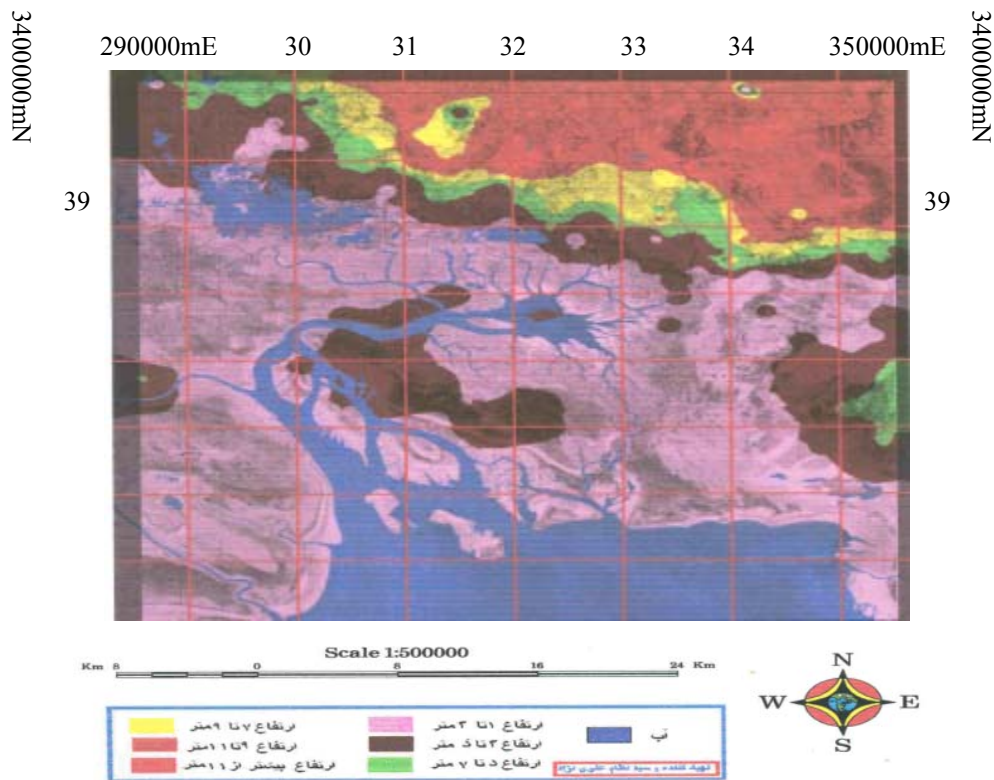 3400000mN
3400000mN
290000mE 30 31 32 33 34 350000mE
39 39
Scale 1:500000
Km 8 0 8 16 24 Km
N
W E
S
ارتفاع ۱ تا ۳ متر
ارتفاع ۷ تا ۹ متر
آب
ارتفاع ۳ تا ۵ متر
ارتفاع ۹ تا ۱۱ متر
ارتفاع ۵ تا ۷ متر
ارتفاع بیشتر از ۱۱ متر